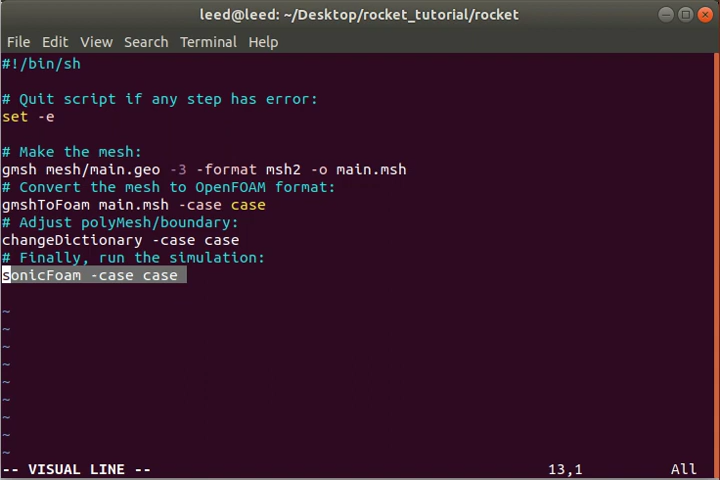 leed@leed: ~/Desktop/rocket_tutorial/rocket
File Edit View Search Terminal Help
#!/bin/sh
# Quit script if any step has error:
set -e
# Make the mesh:
gmsh mesh/main.geo -3 -format msh2 -o main.msh
# Convert the mesh to OpenFOAM format:
gmshToFoam main.msh -case case
# Adjust polyMesh/boundary:
changeDictionary -case case
# Finally, run the simulation:
sonicFoam -case case
~
~
~
~
~
~
~
~
~
-- VISUAL LINE -- 13,1 All